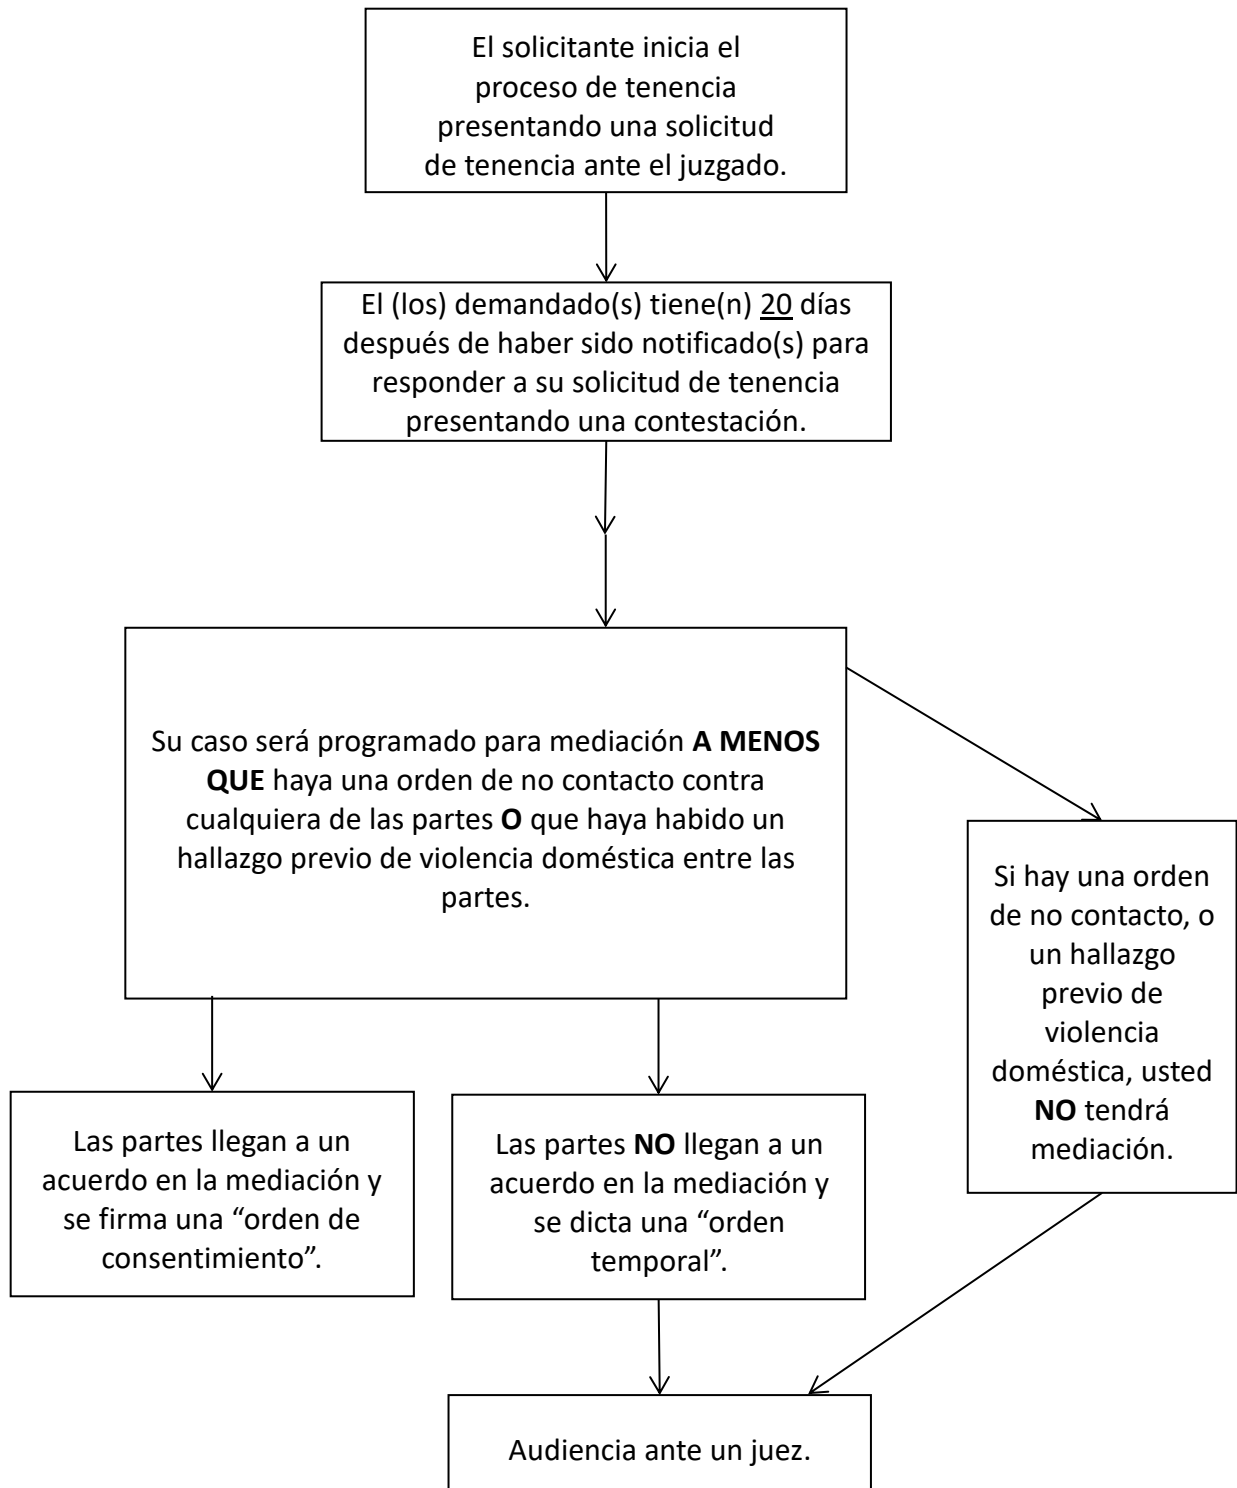 El solicitante inicia el
proceso de tenencia
presentando una solicitud
de tenencia ante el juzgado.
El (los) demandado(s) tiene(n) 20 días
después de haber sido notificado(s) para
responder a su solicitud de tenencia
presentando una contestación.
Su caso será programado para mediación A MENOS
QUE haya una orden de no contacto contra
cualquiera de las partes O que haya habido un
hallazgo previo de violencia doméstica entre las
partes.
Si hay una orden
de no contacto, o
un hallazgo
previo de
violencia
doméstica, usted
NO tendrá
mediación.
Las partes llegan a un
acuerdo en la mediación y
se firma una “orden de
consentimiento”.
Las partes NO llegan a un
acuerdo en la mediación y
se dicta una “orden
temporal”.
Audiencia ante un juez.